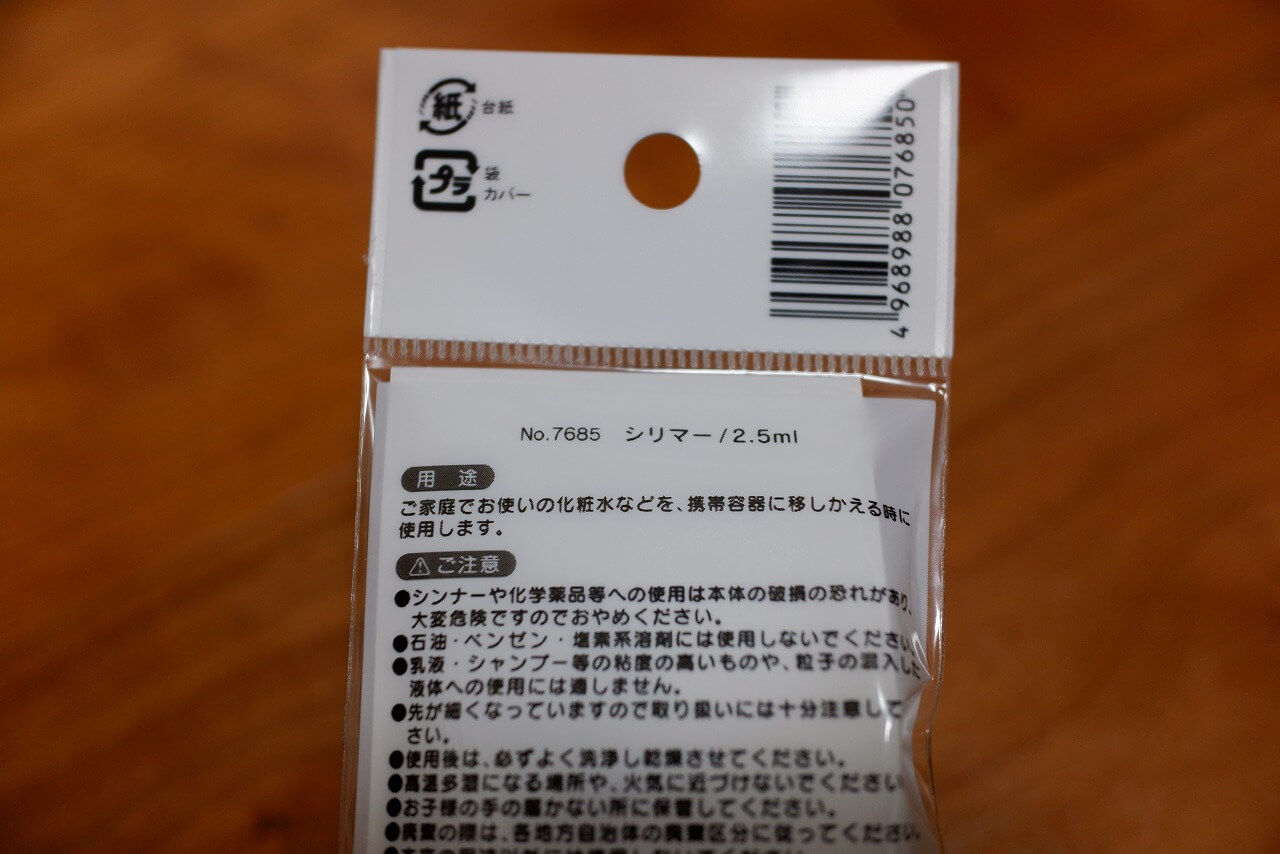 紙 台紙
プラ 袋
カバー
4 968988 076850
No.7685 シリマー/2.5ml
用 途
ご家庭でお使いの化粧水などを、携帯容器に移しかえる時に
使用します。
⚠ご注意
●シンナーや化学薬品等への使用は本体の破損の恐れがあり、
大変危険ですのでおやめください。
●石油・ベンゼン・塩素系溶剤には使用しないでください
●乳液・シャンプー等の粘度の高いものや、粒子の混入した
液体への使用には適しません。
●先が細くなっていますので取り扱いには十分注意して
さい。
●使用後は、必ずよく洗浄し乾燥させてください。
●高温多湿になる場所や、火気に近づけないでください
●お子様の手の届かない所に保管してください。
●廃棄の際は、各地方自治体の廃棄区分に従ってください。